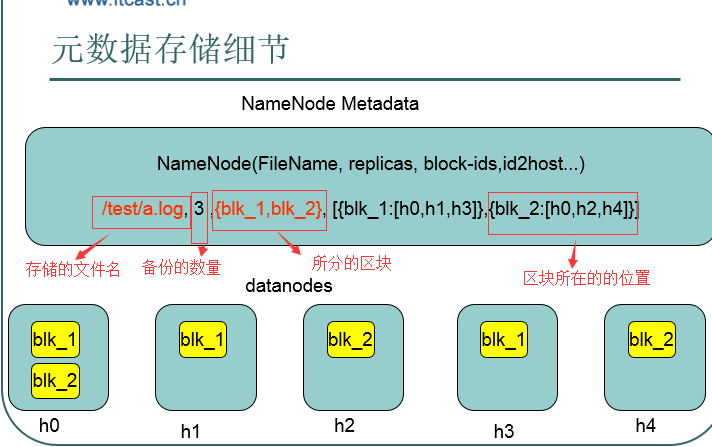 www.itcast.cn
元数据存储细节
NameNode Metadata
NameNode(FileName, replicas, block-ids,id2host...)
/test/a.log, 3 ,{blk_1,blk_2}, [{blk_1:[h0,h1,h3]},{blk_2:[h0,h2,h4]}]
存储的文件名
备份的数量
所分的区块
区块所在的的位置
datanodes
blk_1
blk_1
blk_2
blk_1
blk_2
blk_2
h0
h1
h2
h3
h4